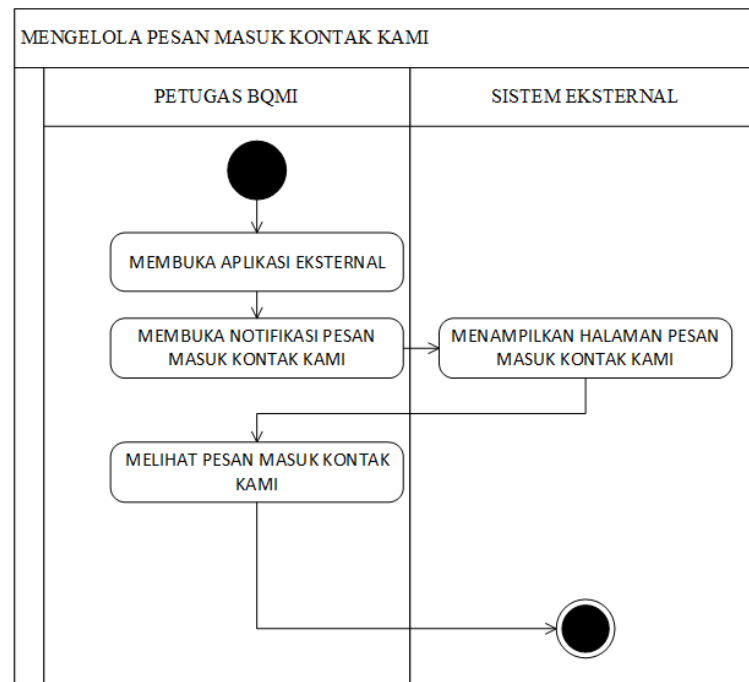 MENGELOLA PESAN MASUK KONTAK KAMI
PETUGAS BQMI
SISTEM EKSTERNAL
MEMBUKA APLIKASI EKSTERNAL
MEMBUKA NOTIFIKASI PESAN
MASUK KONTAK KAMI
MENAMPILKAN HALAMAN PESAN
MASUK KONTAK KAMI
MELIHAT PESAN MASUK KONTAK
KAMI